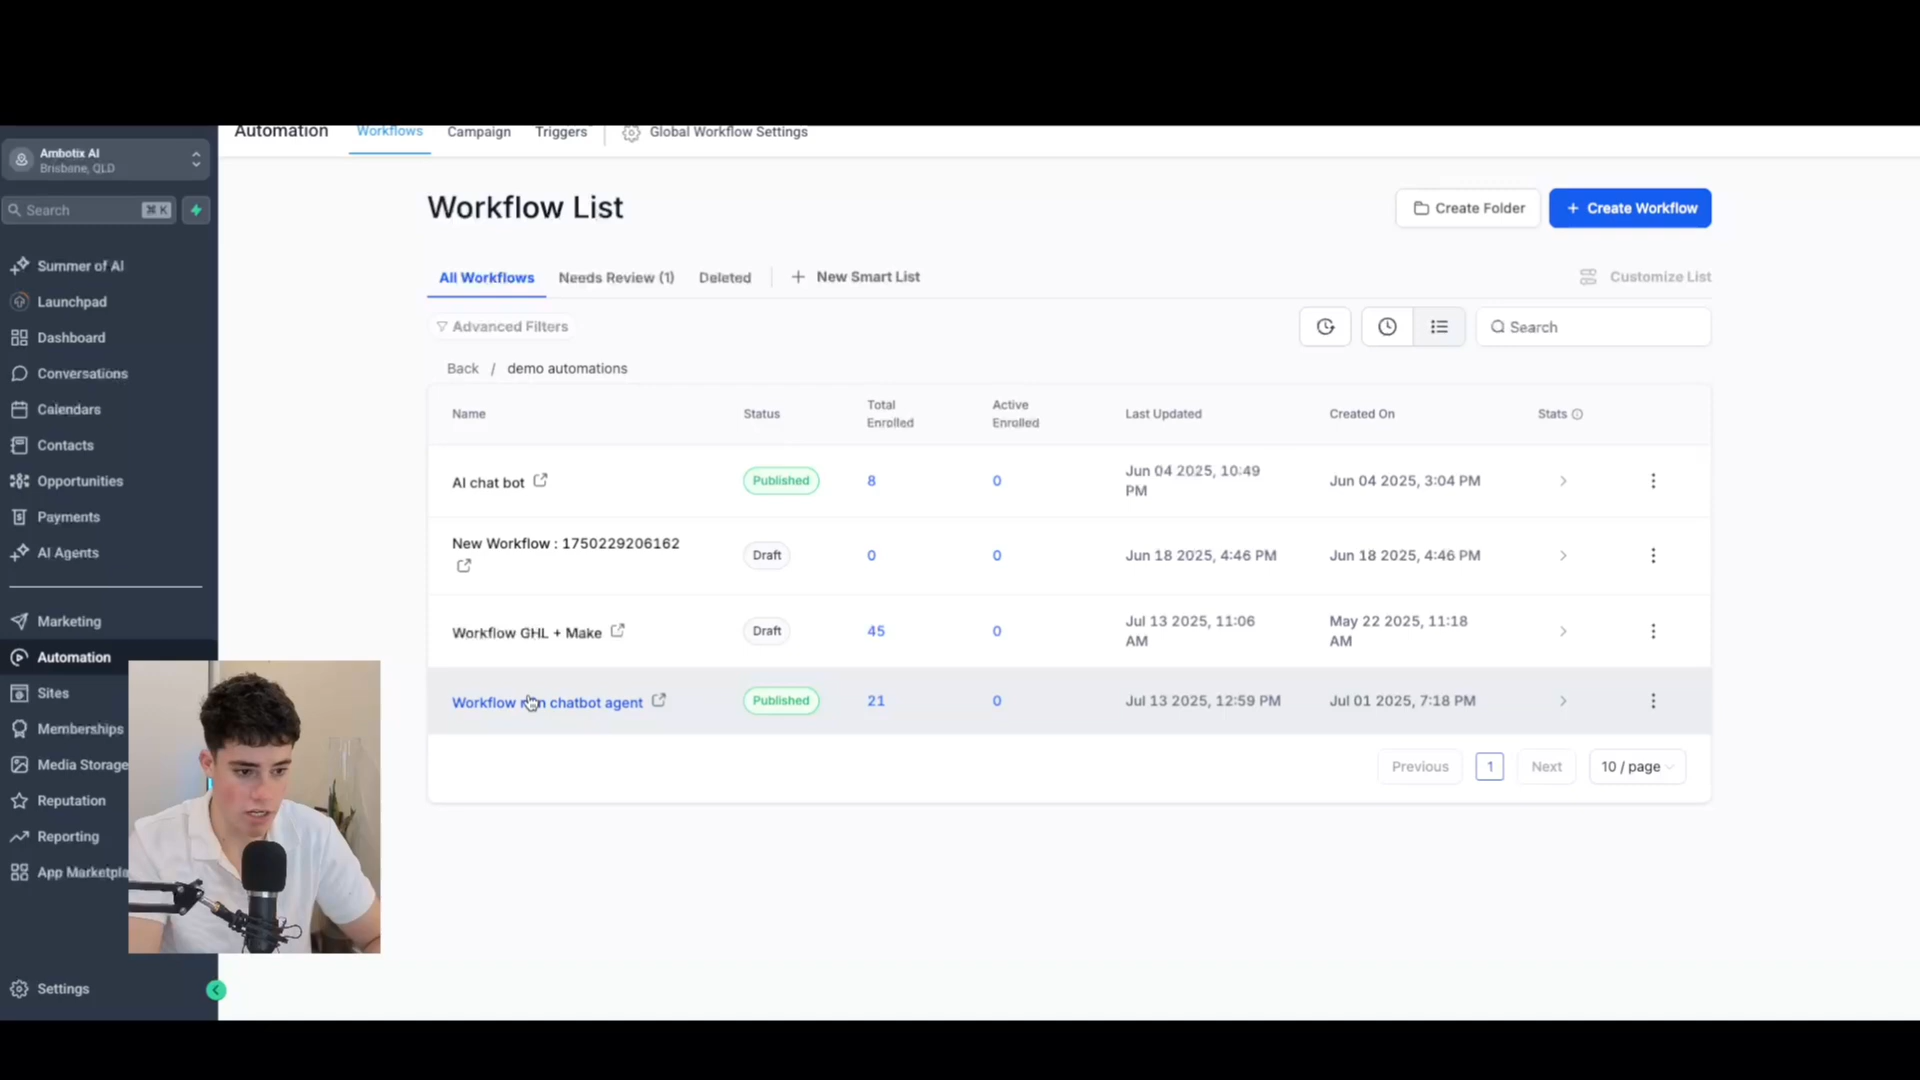 Automation
Workflows
Campaign
Triggers
Global Workflow Settings
Ambotix AI
Brisbane, QLD
Search
⌘ K
Summer of AI
Launchpad
Dashboard
Conversations
Calendars
Contacts
Opportunities
Payments
AI Agents
Marketing
Automation
Sites
Memberships
Media Storage
Reputation
Reporting
App
Settings
Workflow List
Create Folder
+ Create Workflow
All Workflows
Needs Review (1)
Deleted
+ New Smart List
Customize List
Advanced Filters
Search
Back / demo automations
Name
Status
Total
Enrolled
Active
Enrolled
Last Updated
Created On
Stats
AI chat bot
Published
8
0
Jun 04 2025, 10:49
PM
Jun 04 2025, 3:04 PM
New Workflow : 1750229206162
Draft
0
0
Jun 18 2025, 4:46 PM
Jun 18 2025, 4:46 PM
Workflow GHL + Make
Draft
45
0
Jul 13 2025, 11:06
AM
May 22 2025, 11:18
AM
Workflow chatbot agent
Published
21
0
Jul 13 2025, 12:59 PM
Jul 01 2025, 7:18 PM
Previous
1
Next
10 / page